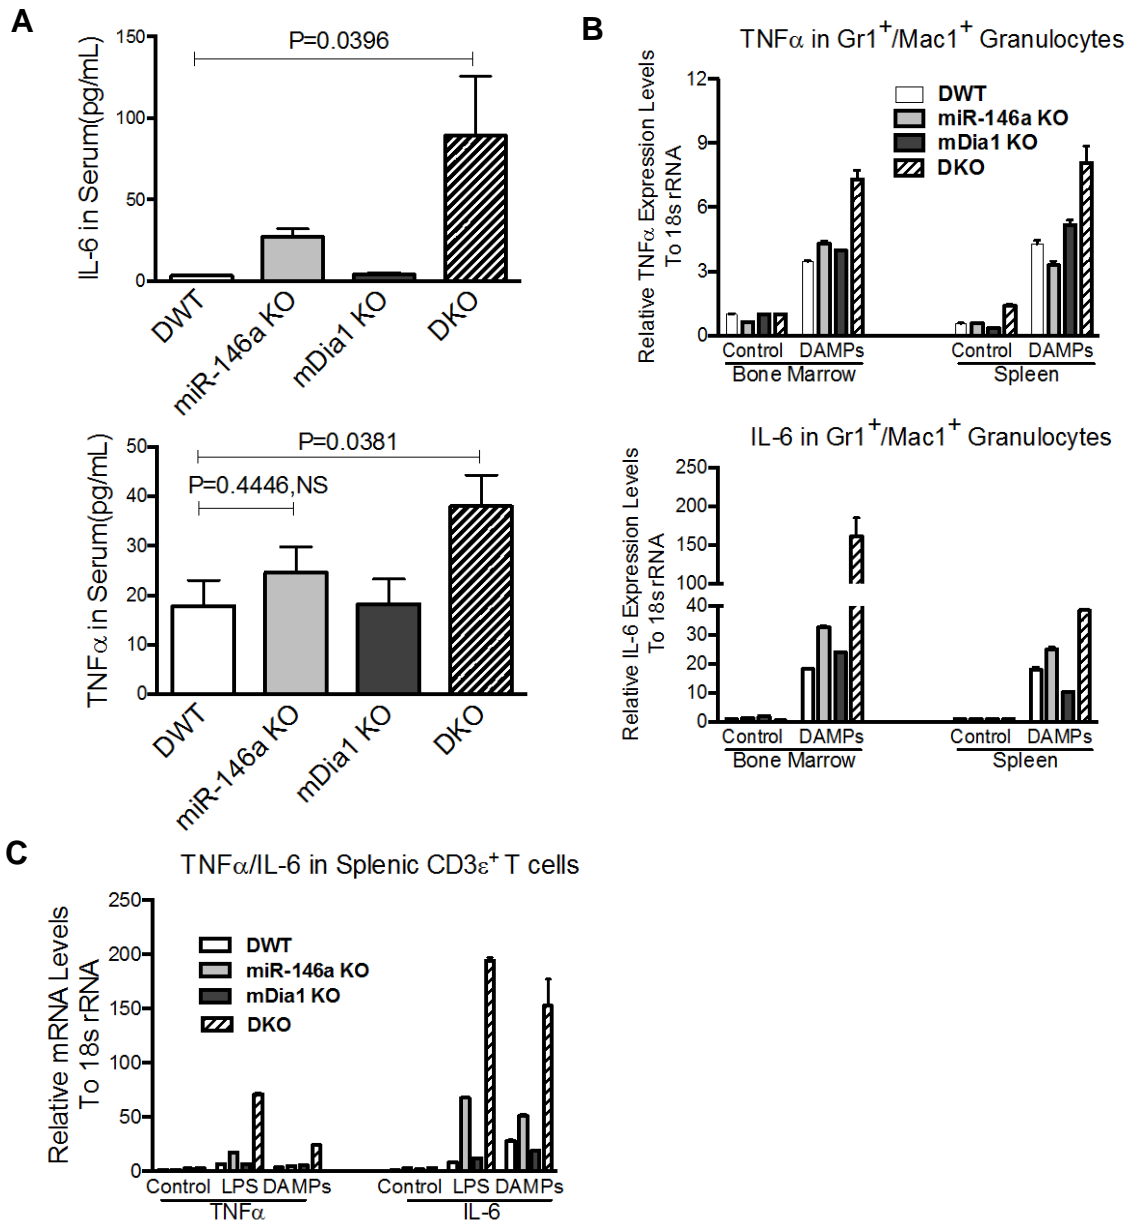 A
IL-6 in Serum(pg/mL)
150
100
50
0
P=0.0396
DWT
miR-146a KO
mDia1 KO
DKO
TNFα in Serum(pg/mL)
50
40
30
20
10
0
P=0.0381
P=0.4446,NS
DWT
miR-146a KO
mDia1 KO
DKO
B
TNFα in Gr1+/Mac1+ Granulocytes
Relative TNFα Expression Levels
To 18s rRNA
12
9
6
3
0
DWT
miR-146a KO
mDia1 KO
DKO
Control DAMPs Control DAMPs
Bone Marrow Spleen
IL-6 in Gr1+/Mac1+ Granulocytes
Relative IL-6 Expression Levels
To 18s rRNA
250
200
150
100
40
30
20
10
0
Control DAMPs Control DAMPs
Bone Marrow Spleen
C
TNFα/IL-6 in Splenic CD3ε+ T cells
Relative mRNA Levels
To 18s rRNA
250
200
150
100
50
0
DWT
miR-146a KO
mDia1 KO
DKO
Control LPS DAMPs Control LPS DAMPs
TNFα IL-6